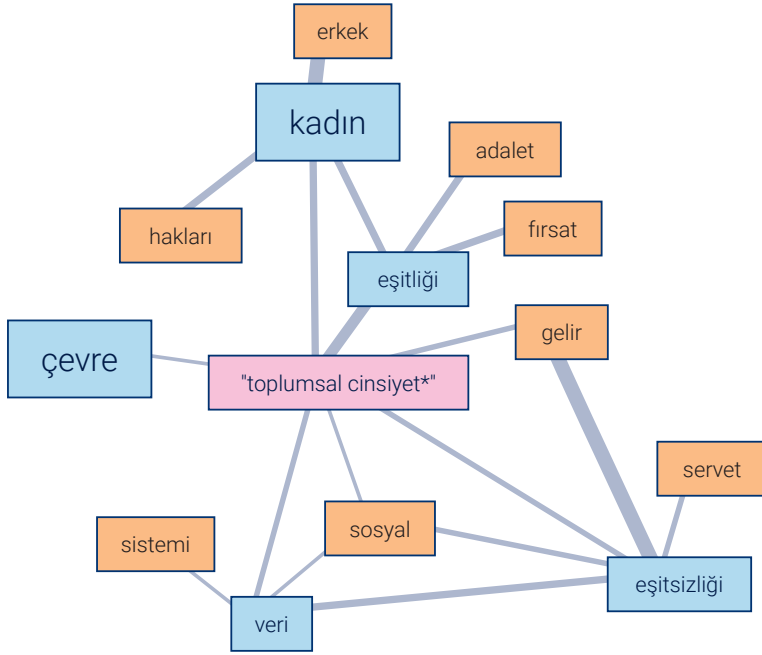 erkek
kadın
adalet
hakları
fırsat
eşitliği
gelir
çevre
"toplumsal cinsiyet*"
servet
sosyal
sistemi
eşitsizliği
veri